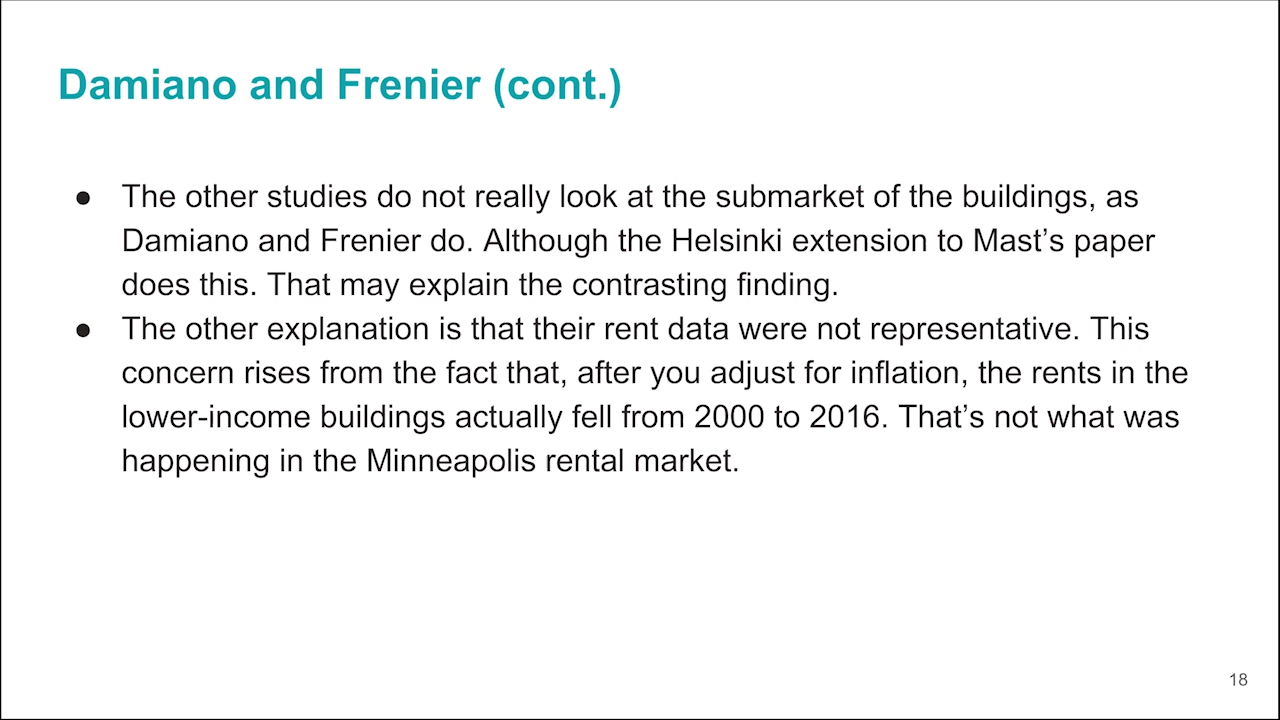 Damiano and Frenier (cont.)
● The other studies do not really look at the submarket of the buildings, as
Damiano and Frenier do. Although the Helsinki extension to Mast’s paper
does this. That may explain the contrasting finding.
● The other explanation is that their rent data were not representative. This
concern rises from the fact that, after you adjust for inflation, the rents in the
lower-income buildings actually fell from 2000 to 2016. That’s not what was
happening in the Minneapolis rental market.
18